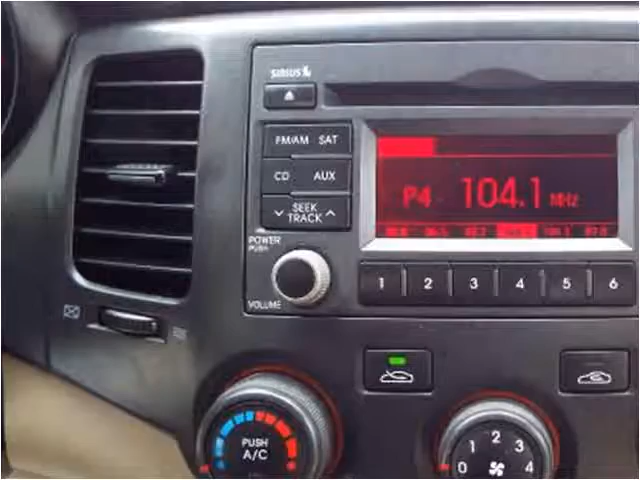 SIRIUS
FM/AM SAT
CD AUX
SEEK
TRACK
P4 104.1 MHz
POWER
PUSH
VOLUME
1 2 3 4 5 6
PUSH
A/C
0 2 3 4